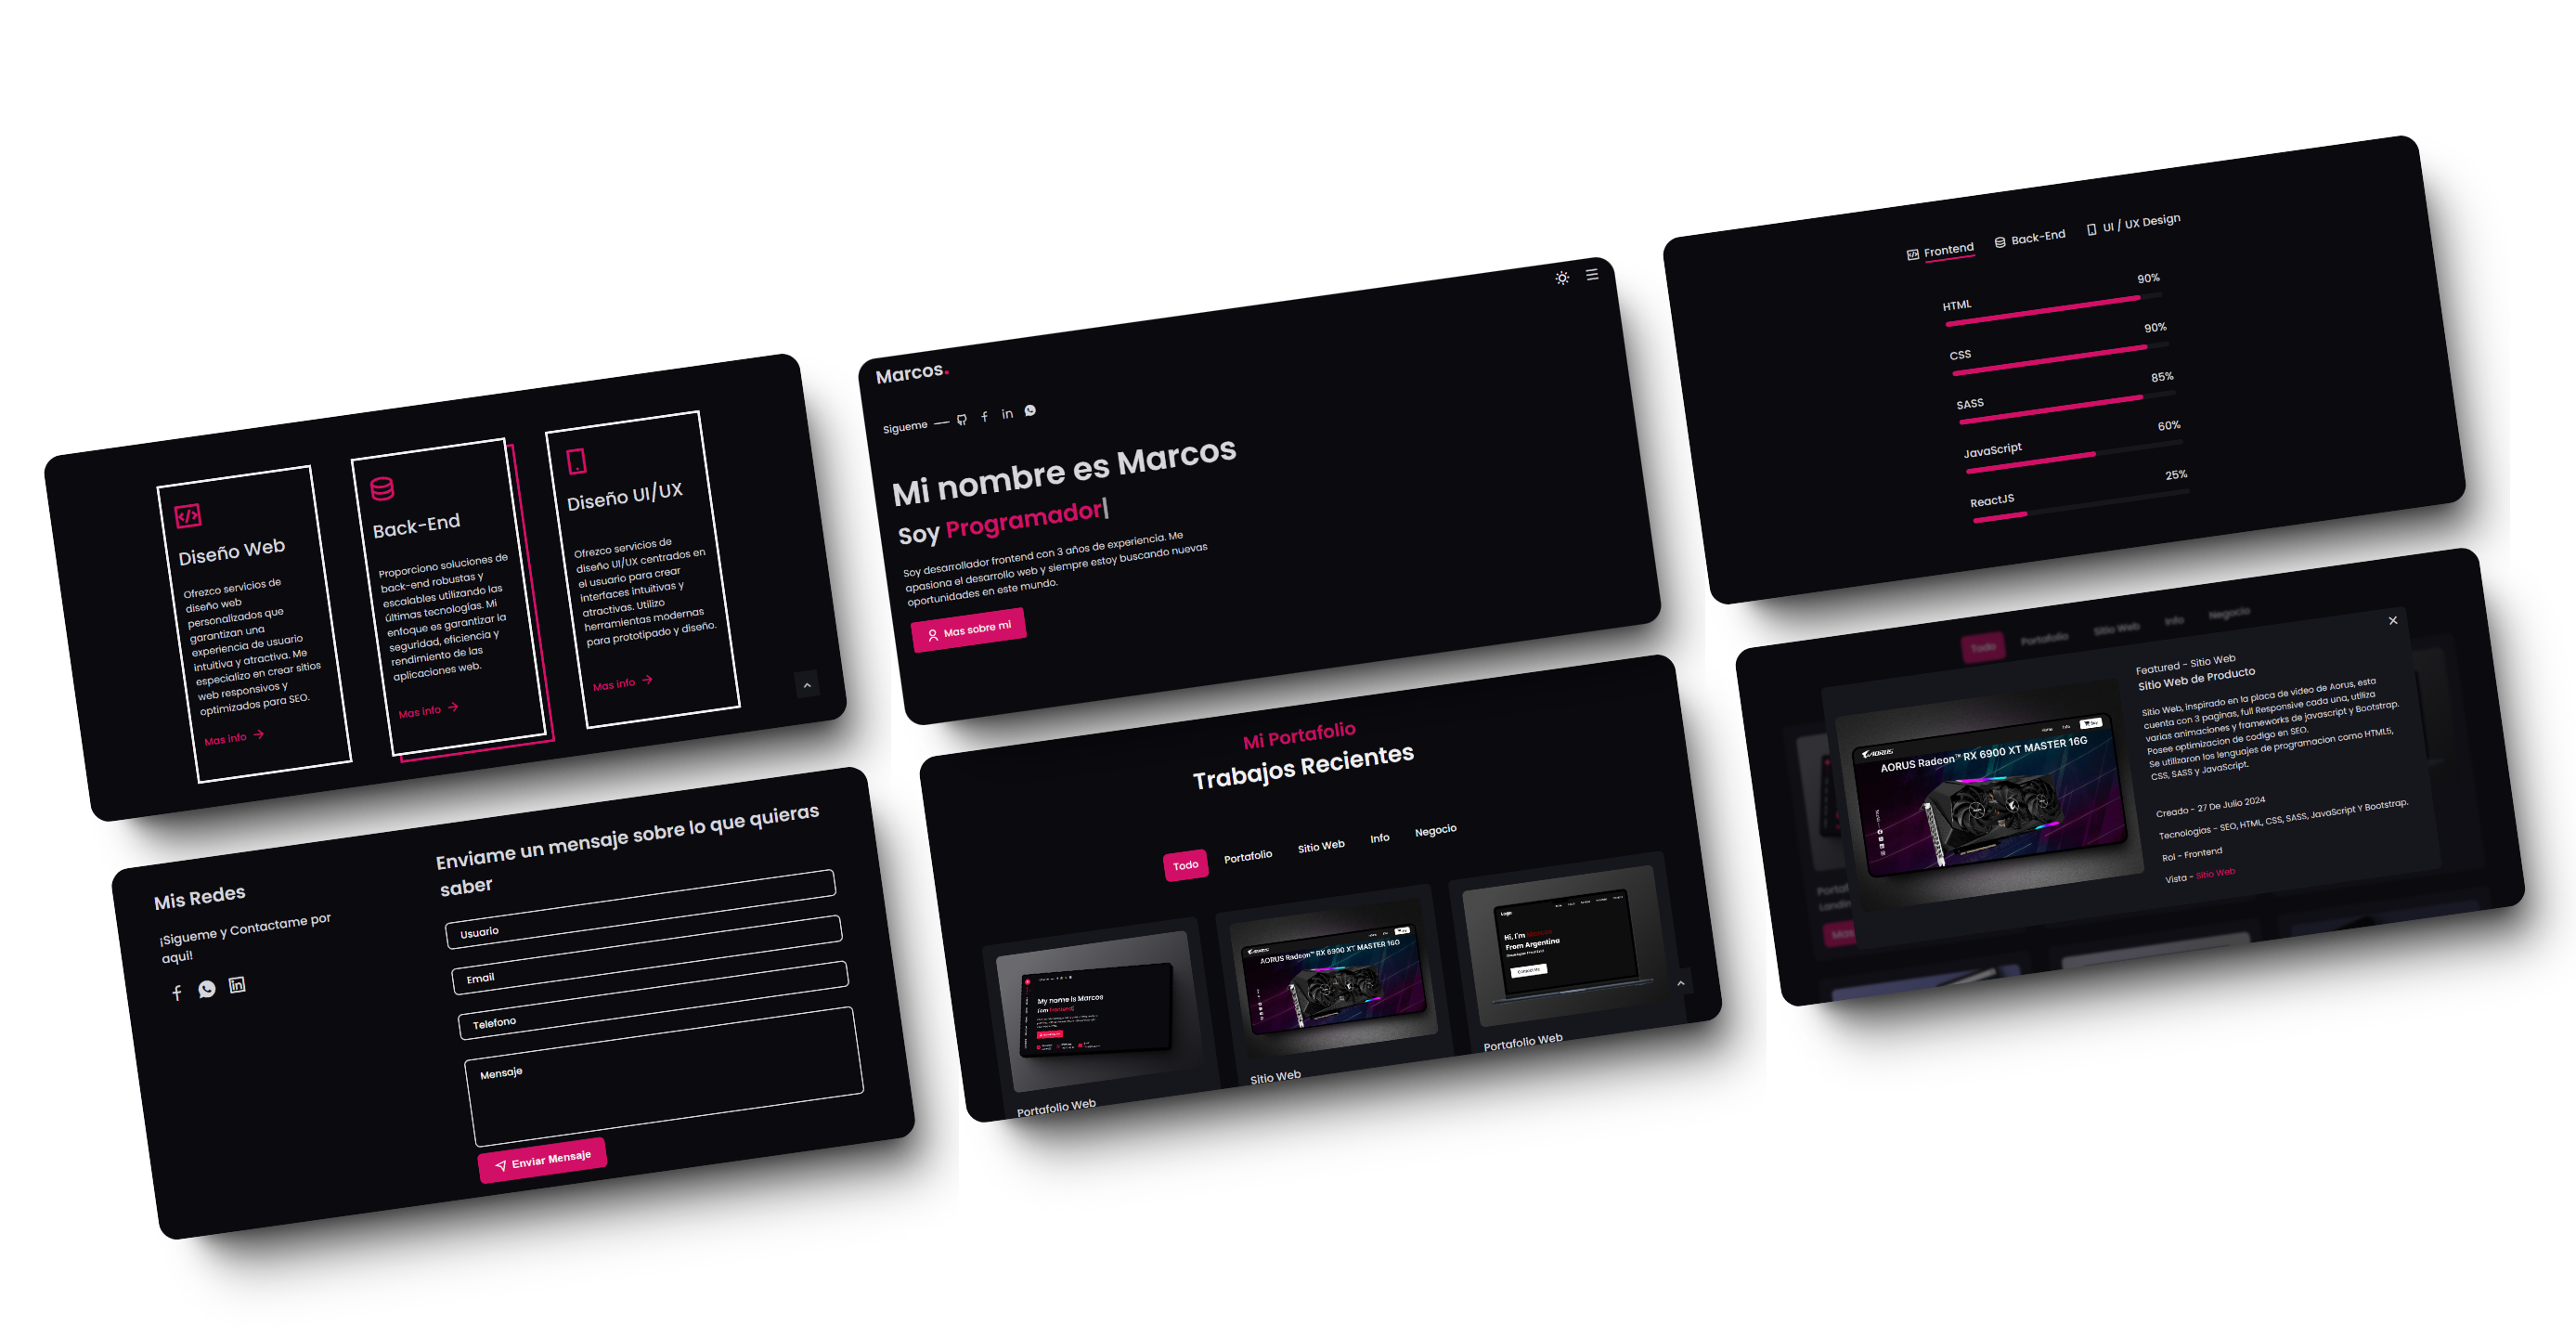 Diseño Web
Ofrezco servicios de
diseño web
personalizados que
garantizan una
experiencia de usuario
intuitiva y atractiva. Me
especializo en crear sitios
web responsivos y
optimizados para SEO.
Mas info
Back-End
Proporciono soluciones de
back-end robustas y
escalables utilizando las
últimas tecnologías. Mi
enfoque es garantizar la
seguridad, eficiencia y
rendimiento de las
aplicaciones web.
Mas info
Diseño UI/UX
Ofrezco servicios de
diseño UI/UX centrados en
el usuario para crear
interfaces intuitivas y
atractivas. Utilizo
herramientas modernas
para prototipado y diseño.
Mas info
Marcos.
Sigueme
Mi nombre es Marcos
Soy Programador
Soy desarrollador frontend con 3 años de experiencia. Me
apasiona el desarrollo web y siempre estoy buscando nuevas
oportunidades en este mundo.
Mas sobre mi
Frontend
Back-End
UI / UX Design
HTML 90%
CSS 90%
SASS 85%
JavaScript 60%
ReactJS 25%
Mis Redes
¡Sigueme y Contactame por
aqui!
Enviame un mensaje sobre lo que quieras
saber
Usuario
Email
Telefono
Mensaje
Enviar Mensaje
Mi Portafolio
Trabajos Recientes
Todo
Portafolio
Sitio Web
Info
Negocio
My name is Marcos
AORUS
AORUS Radeon™ RX 6900 XT MASTER 16G
Hi, I'm Marcos
From Argentina
Portafolio Web
Sitio Web
Portafolio Web
Todo
Portafolio
Sitio Web
Info
Negocio
AORUS
AORUS Radeon™ RX 6900 XT MASTER 16G
Featured - Sitio Web
Sitio Web de Producto
Sitio Web, inspirado en la placa de video de Aorus, esta
cuenta con 3 paginas, full Responsive cada una, utiliza
varias animaciones y frameworks de javascript y Bootstrap.
Posee optimizacion de codigo en SEO.
Se utilizaron los lenguajes de programacion como HTML5,
CSS, SASS y JavaScript.
Creado - 27 De Julio 2024
Tecnologias - SEO, HTML, CSS, SASS, JavaScript Y Bootstrap.
Rol - Frontend
Vista - Sitio Web